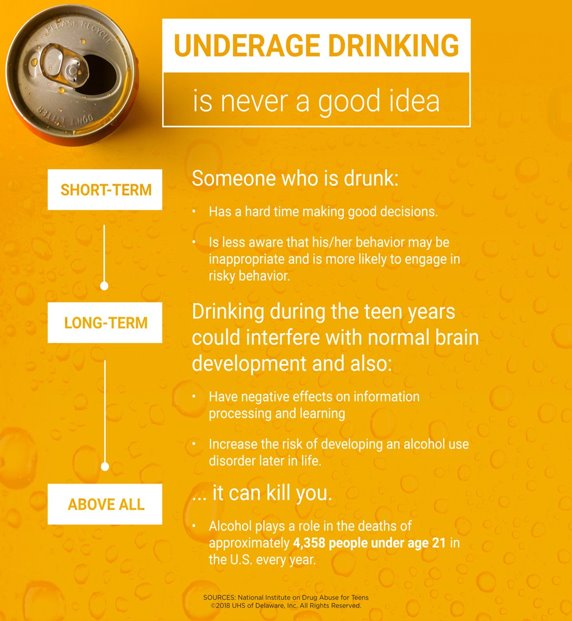 PLEASE RECYCLE
DON'T LITTER
UNDERAGE DRINKING
is never a good idea
SHORT-TERM
Someone who is drunk:
• Has a hard time making good decisions.
• Is less aware that his/her behavior may be
inappropriate and is more likely to engage in
risky behavior.
LONG-TERM
Drinking during the teen years
could interfere with normal brain
development and also:
• Have negative effects on information
processing and learning
• Increase the risk of developing an alcohol use
disorder later in life.
ABOVE ALL
... it can kill you.
• Alcohol plays a role in the deaths of
approximately 4,358 people under age 21 in
the U.S. every year.
SOURCES: National Institute on Drug Abuse for Teens
©2018 UHS of Delaware, Inc. All Rights Reserved.